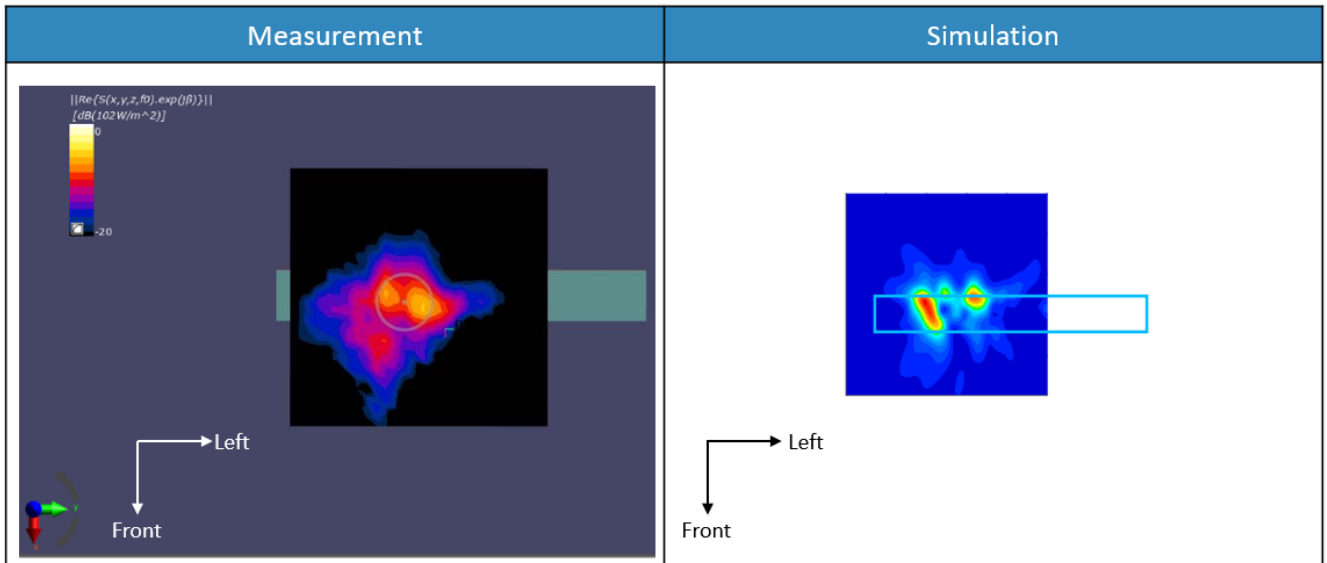 Measurement
Simulation
||Re{S(x,y,z,f0).exp(jβ)}||
[dB(102W/m^2)]
0
-20
Left
Front
y
x
Left
Front